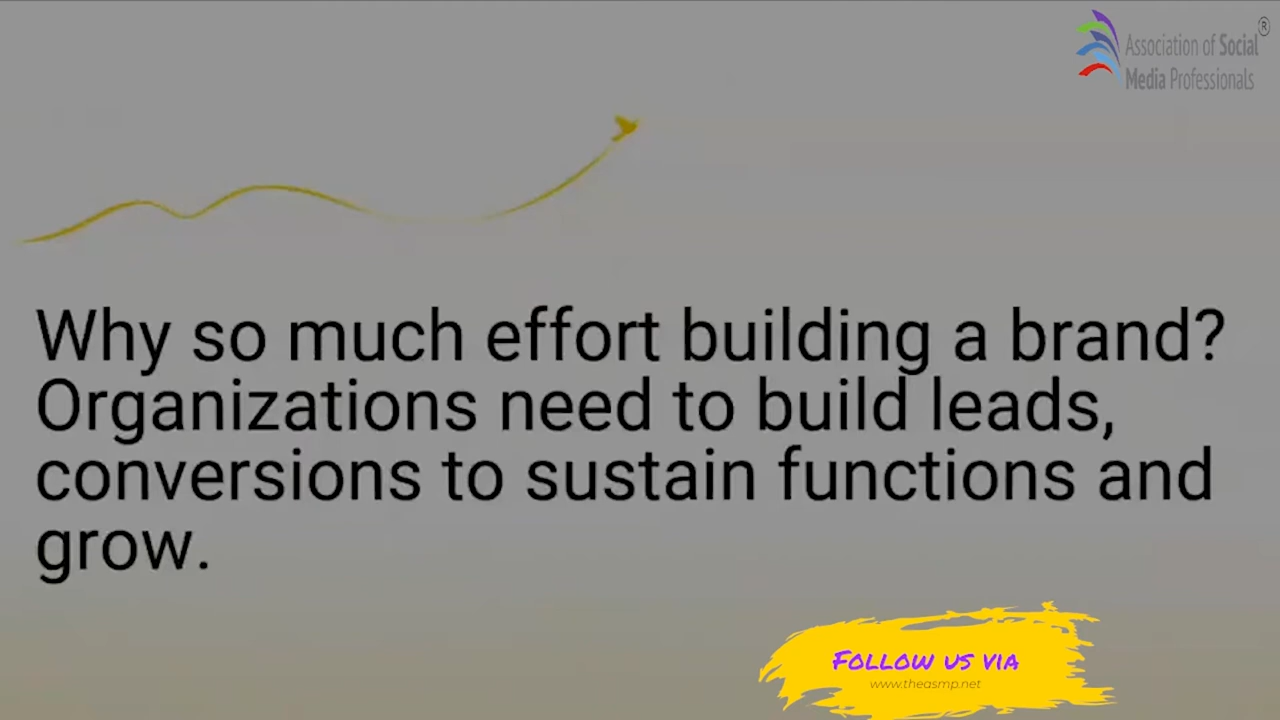 Association of Social ®
Media Professionals
Why so much effort building a brand?
Organizations need to build leads,
conversions to sustain functions and
grow.
Follow us via
www.theasmp.net